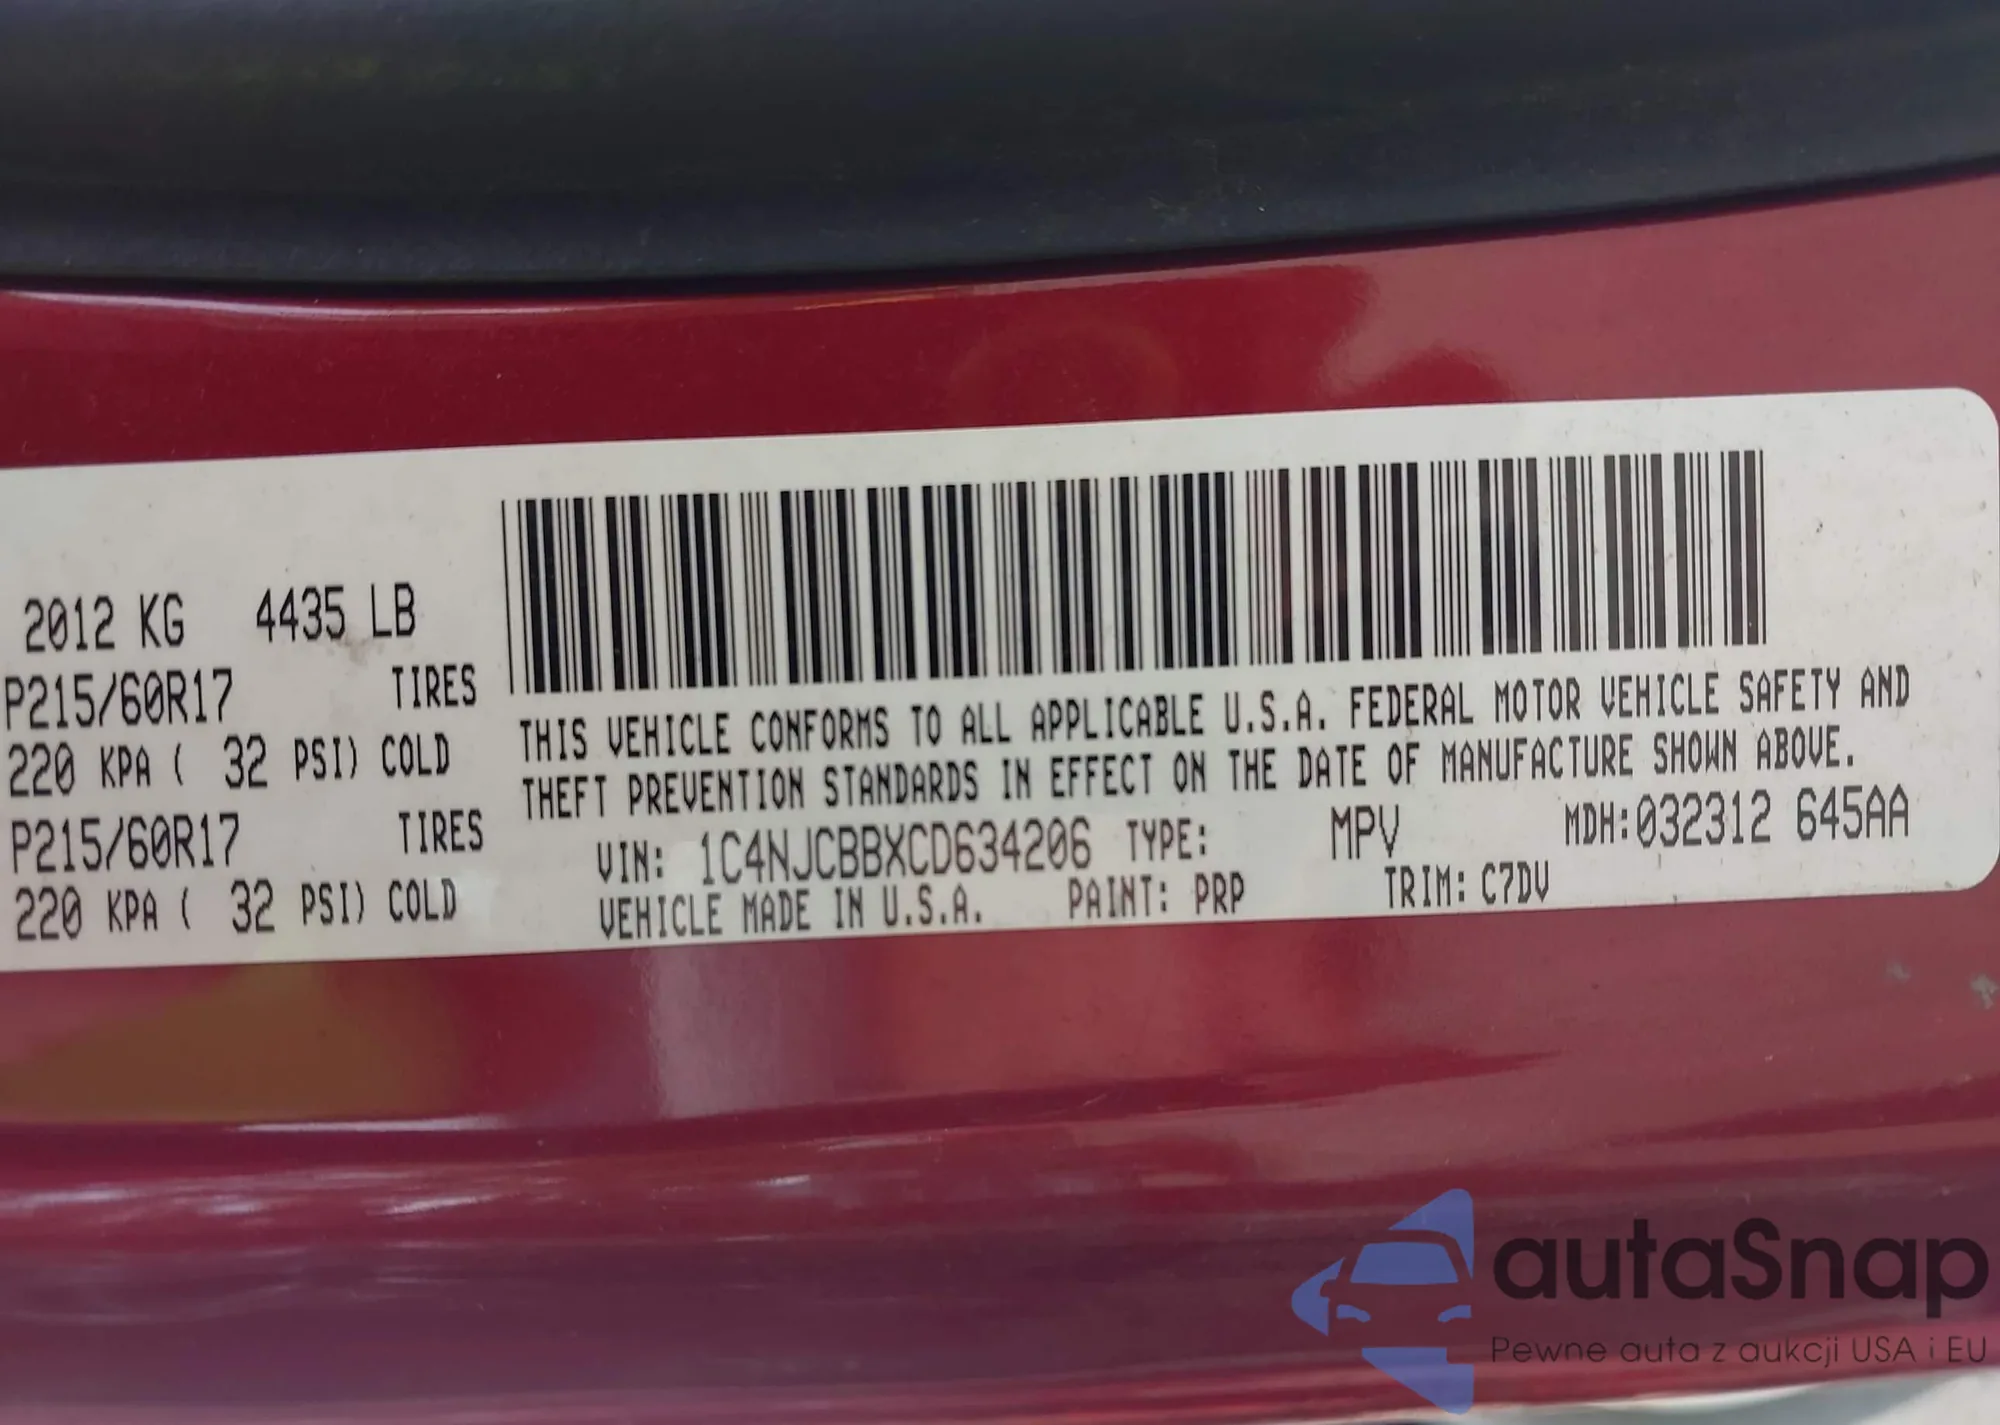 2012 KG 4435 LB
P215/60R17 TIRES
220 KPA ( 32 PSI) COLD
P215/60R17 TIRES
220 KPA ( 32 PSI) COLD
THIS VEHICLE CONFORMS TO ALL APPLICABLE U.S.A. FEDERAL MOTOR VEHICLE SAFETY AND
THEFT PREVENTION STANDARDS IN EFFECT ON THE DATE OF MANUFACTURE SHOWN ABOVE.
VIN: 1C4NJCBBXCD634206 TYPE: MPV MDH:032312 645AA
VEHICLE MADE IN U.S.A. PAINT: PRP TRIM: C7DV
autaSnap
Pewne auta z aukcji USA i EU